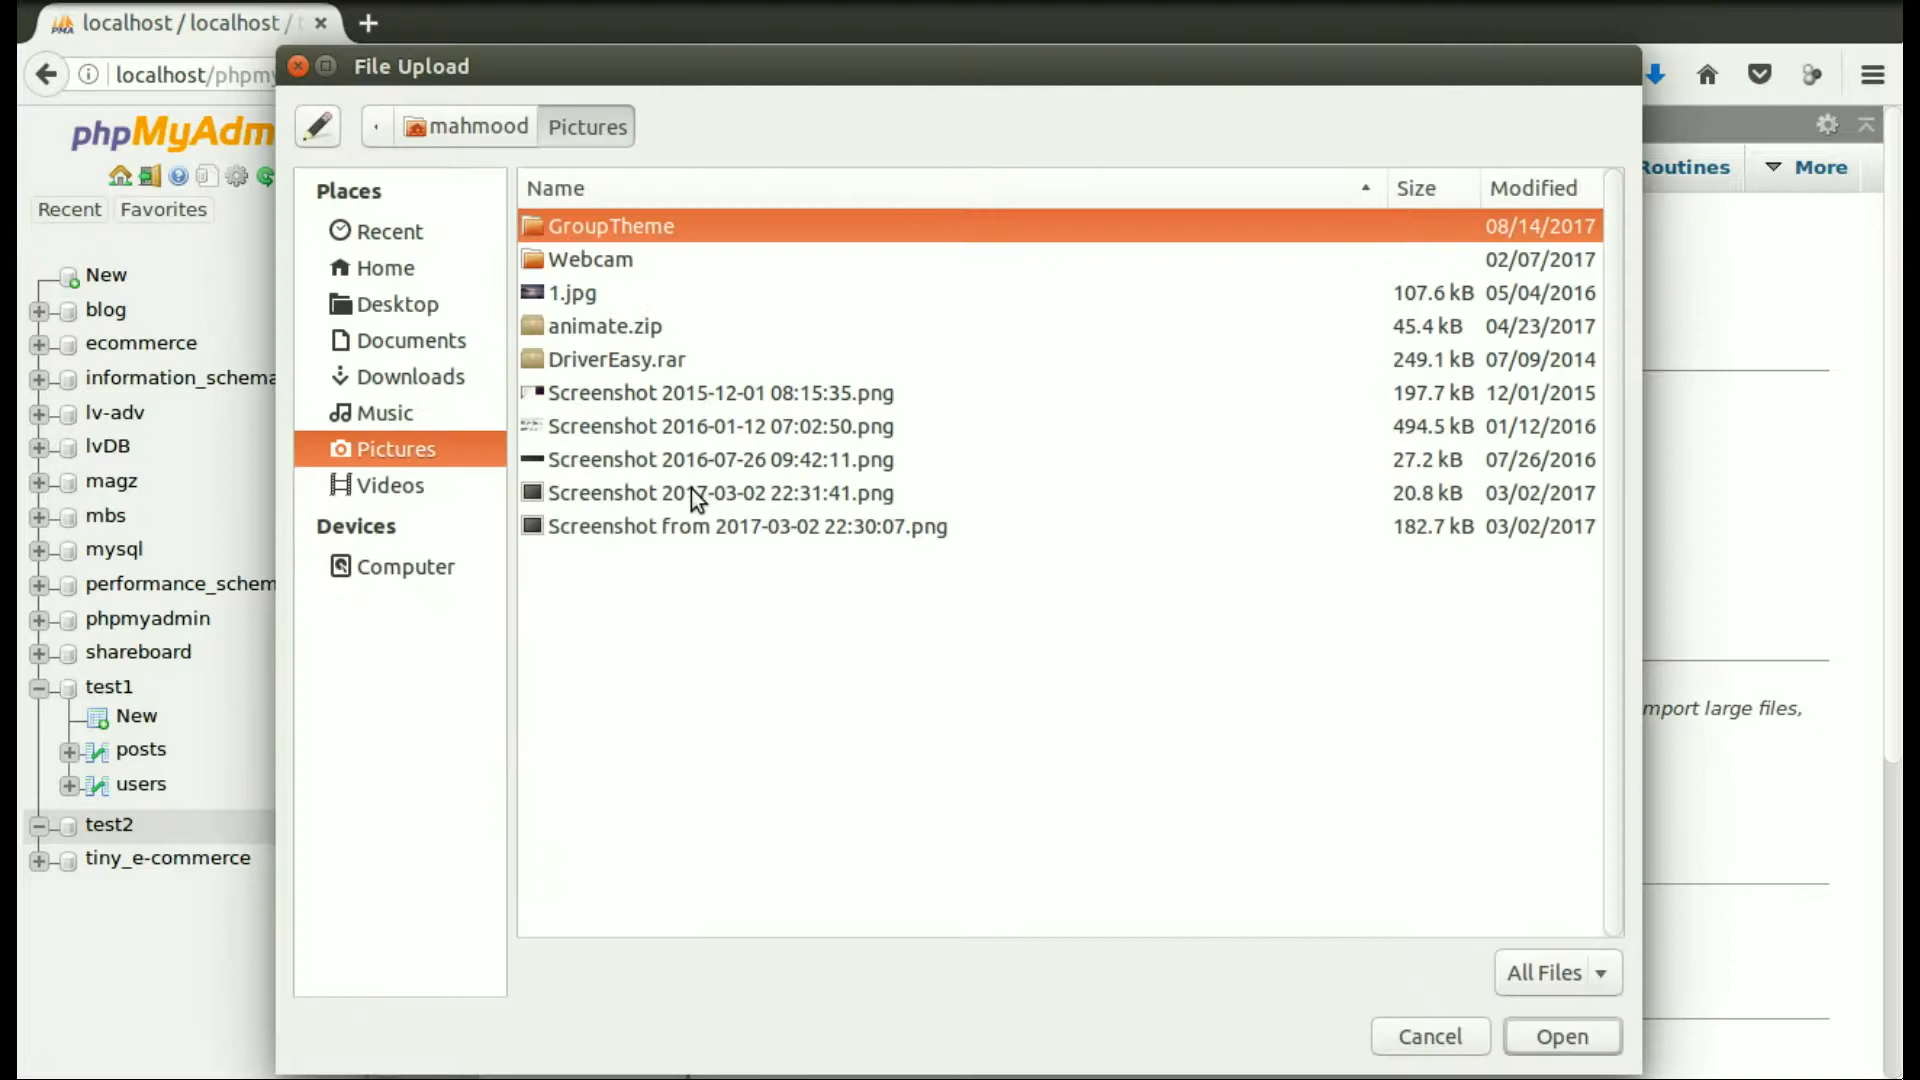 localhost / localhost / t
localhost/phpmy
File Upload
mahmood
Pictures
phpMyAdm
Recent
Favorites
New
blog
ecommerce
information_schema
lv-adv
lvDB
magz
mbs
mysql
performance_schem
phpmyadmin
shareboard
test1
New
posts
users
test2
tiny_e-commerce
Places
Recent
Home
Desktop
Documents
Downloads
Music
Pictures
Videos
Devices
Computer
Name Size Modified
GroupTheme 08/14/2017
Webcam 02/07/2017
1.jpg 107.6 kB 05/04/2016
animate.zip 45.4 kB 04/23/2017
DriverEasy.rar 249.1 kB 07/09/2014
Screenshot 2015-12-01 08:15:35.png 197.7 kB 12/01/2015
Screenshot 2016-01-12 07:02:50.png 494.5 kB 01/12/2016
Screenshot 2016-07-26 09:42:11.png 27.2 kB 07/26/2016
Screenshot 2017-03-02 22:31:41.png 20.8 kB 03/02/2017
Screenshot from 2017-03-02 22:30:07.png 182.7 kB 03/02/2017
All Files
Cancel
Open
Routines
More
mport large files,